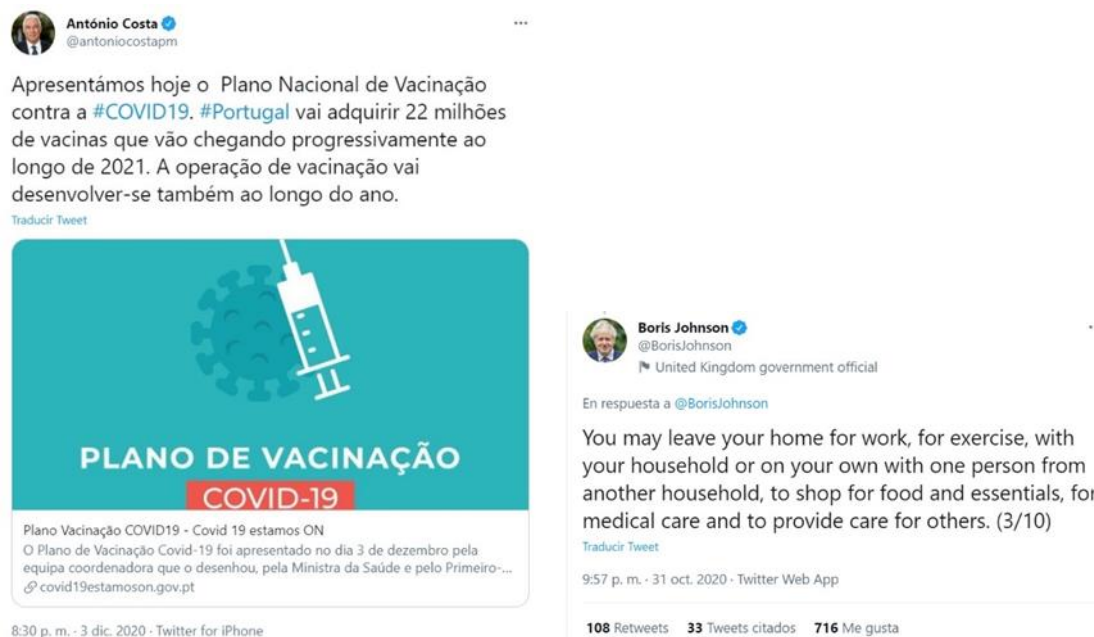 António Costa
@antoniocostapm
Apresentámos hoje o Plano Nacional de Vacinação
contra a #COVID19. #Portugal vai adquirir 22 milhões
de vacinas que vão chegando progressivamente ao
longo de 2021. A operação de vacinação vai
desenvolver-se também ao longo do ano.
Traducir Tweet
PLANO DE VACINAÇÃO
COVID-19
Plano Vacinação COVID19 - Covid 19 estamos ON
O Plano de Vacinação Covid-19 foi apresentado no dia 3 de dezembro pela
equipa coordenadora que o desenhou, pela Ministra da Saúde e pelo Primeiro-...
covid19estamoson.gov.pt
8:30 p. m. · 3 dic. 2020 · Twitter for iPhone
Boris Johnson
@BorisJohnson
United Kingdom government official
En respuesta a @BorisJohnson
You may leave your home for work, for exercise, with
your household or on your own with one person from
another household, to shop for food and essentials, for
medical care and to provide care for others. (3/10)
Traducir Tweet
9:57 p. m. · 31 oct. 2020 · Twitter Web App
108 Retweets 33 Tweets citados 716 Me gusta